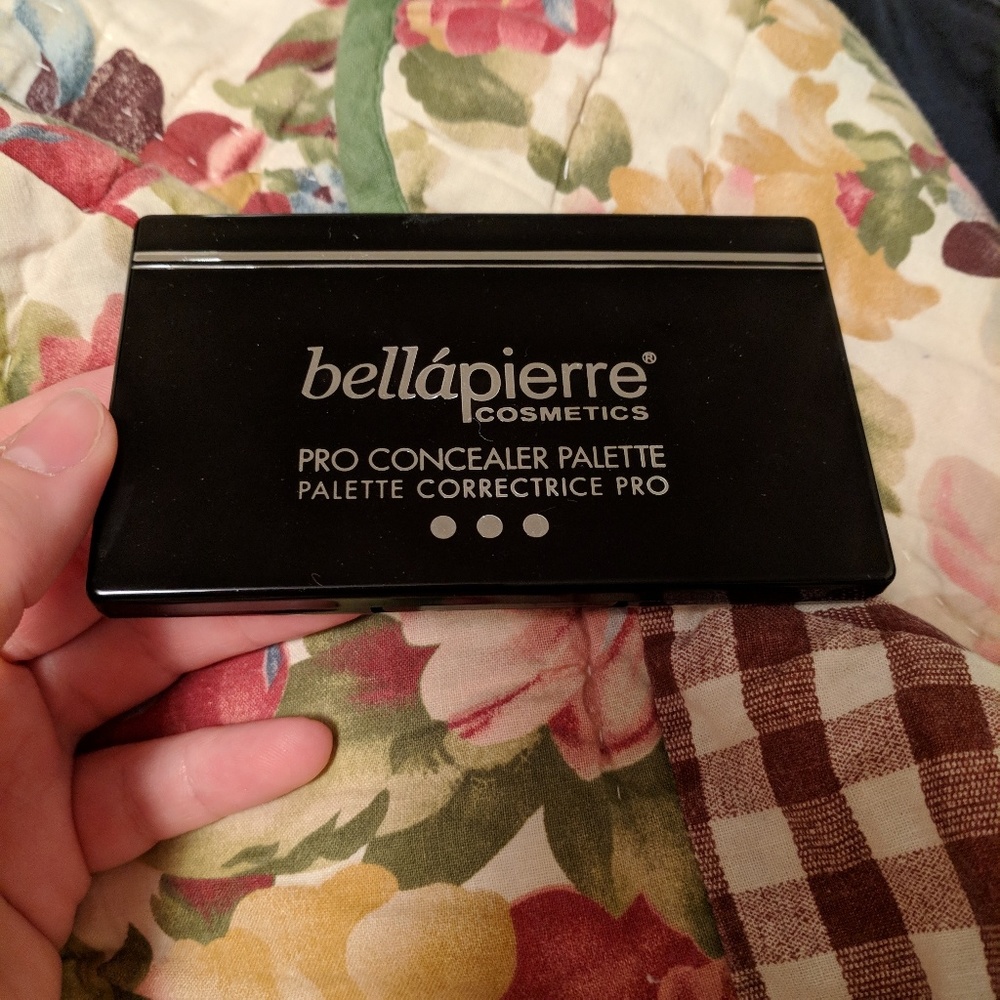 bellápierre®
COSMETICS
PRO CONCEALER PALETTE
PALETTE CORRECTRICE PRO